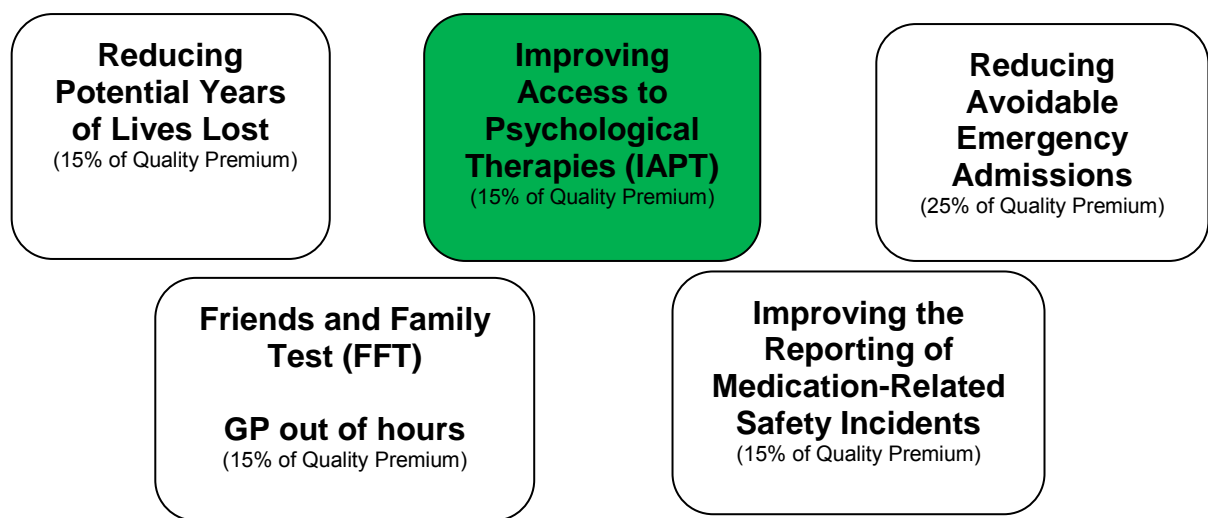 Reducing
Potential Years
of Lives Lost
(15% of Quality Premium)
Improving
Access to
Psychological
Therapies (IAPT)
(15% of Quality Premium)
Reducing
Avoidable
Emergency
Admissions
(25% of Quality Premium)
Friends and Family
Test (FFT)
GP out of hours
(15% of Quality Premium)
Improving the
Reporting of
Medication-Related
Safety Incidents
(15% of Quality Premium)